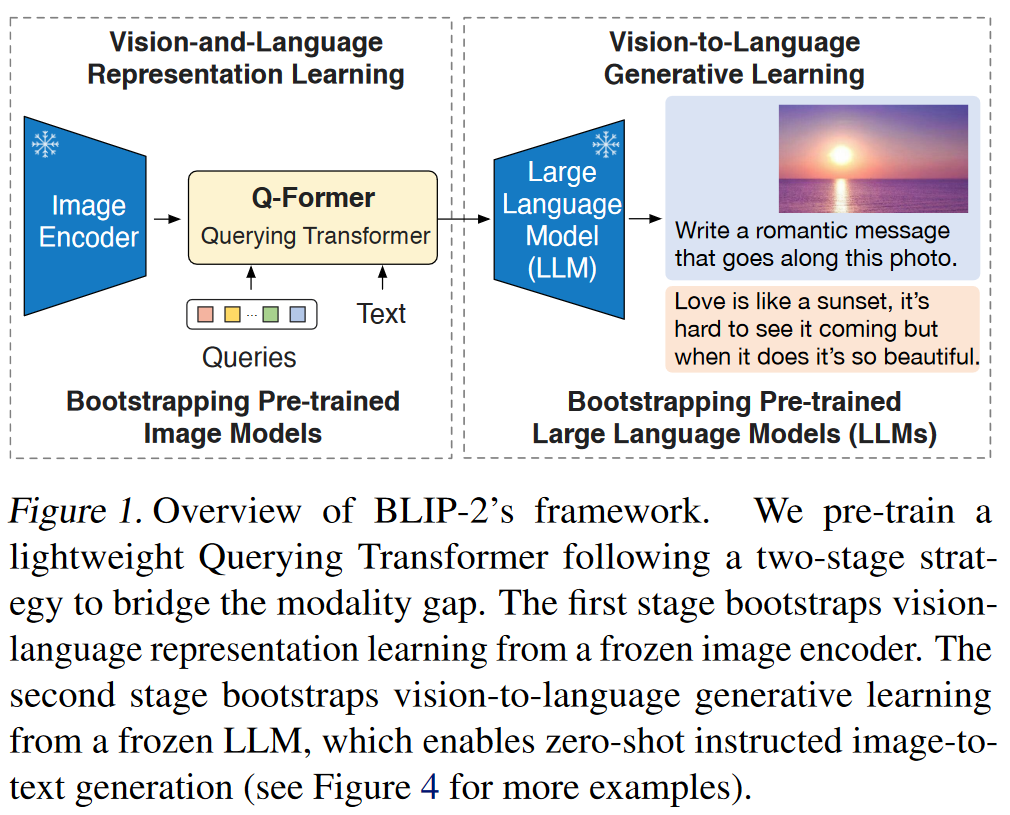 Vision-and-Language
Representation Learning
Vision-to-Language
Generative Learning
Image
Encoder
Q-Former
Querying Transformer
Queries
Text
Large
Language
Model
(LLM)
Write a romantic message
that goes along this photo.
Love is like a sunset, it's
hard to see it coming but
when it does it's so beautiful.
Bootstrapping Pre-trained
Image Models
Bootstrapping Pre-trained
Large Language Models (LLMs)
Figure 1. Overview of BLIP-2's framework. We pre-train a
lightweight Querying Transformer following a two-stage strat-
egy to bridge the modality gap. The first stage bootstraps vision-
language representation learning from a frozen image encoder. The
second stage bootstraps vision-to-language generative learning
from a frozen LLM, which enables zero-shot instructed image-to-
text generation (see Figure 4 for more examples).